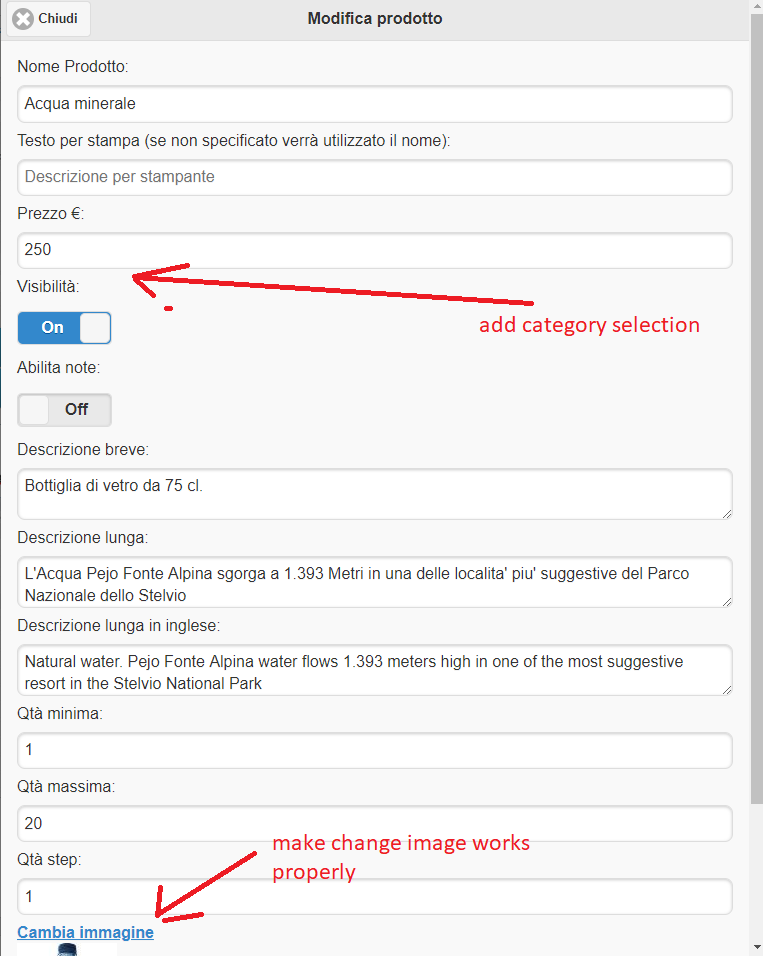 Chiudi
Modifica prodotto
Nome Prodotto:
Acqua minerale
Testo per stampa (se non specificato verrà utilizzato il nome):
Descrizione per stampante
Prezzo €:
250
Visibilità:
add category selection
On
Abilita note:
Off
Descrizione breve:
Bottiglia di vetro da 75 cl.
Descrizione lunga:
L'Acqua Pejo Fonte Alpina sgorga a 1.393 Metri in una delle localita' piu' suggestive del Parco
Nazionale dello Stelvio
Descrizione lunga in inglese:
Natural water. Pejo Fonte Alpina water flows 1.393 meters high in one of the most suggestive
resort in the Stelvio National Park
Qtà minima:
1
Qtà massima:
20
make change image works
properly
Qtà step:
1
Cambia immagine